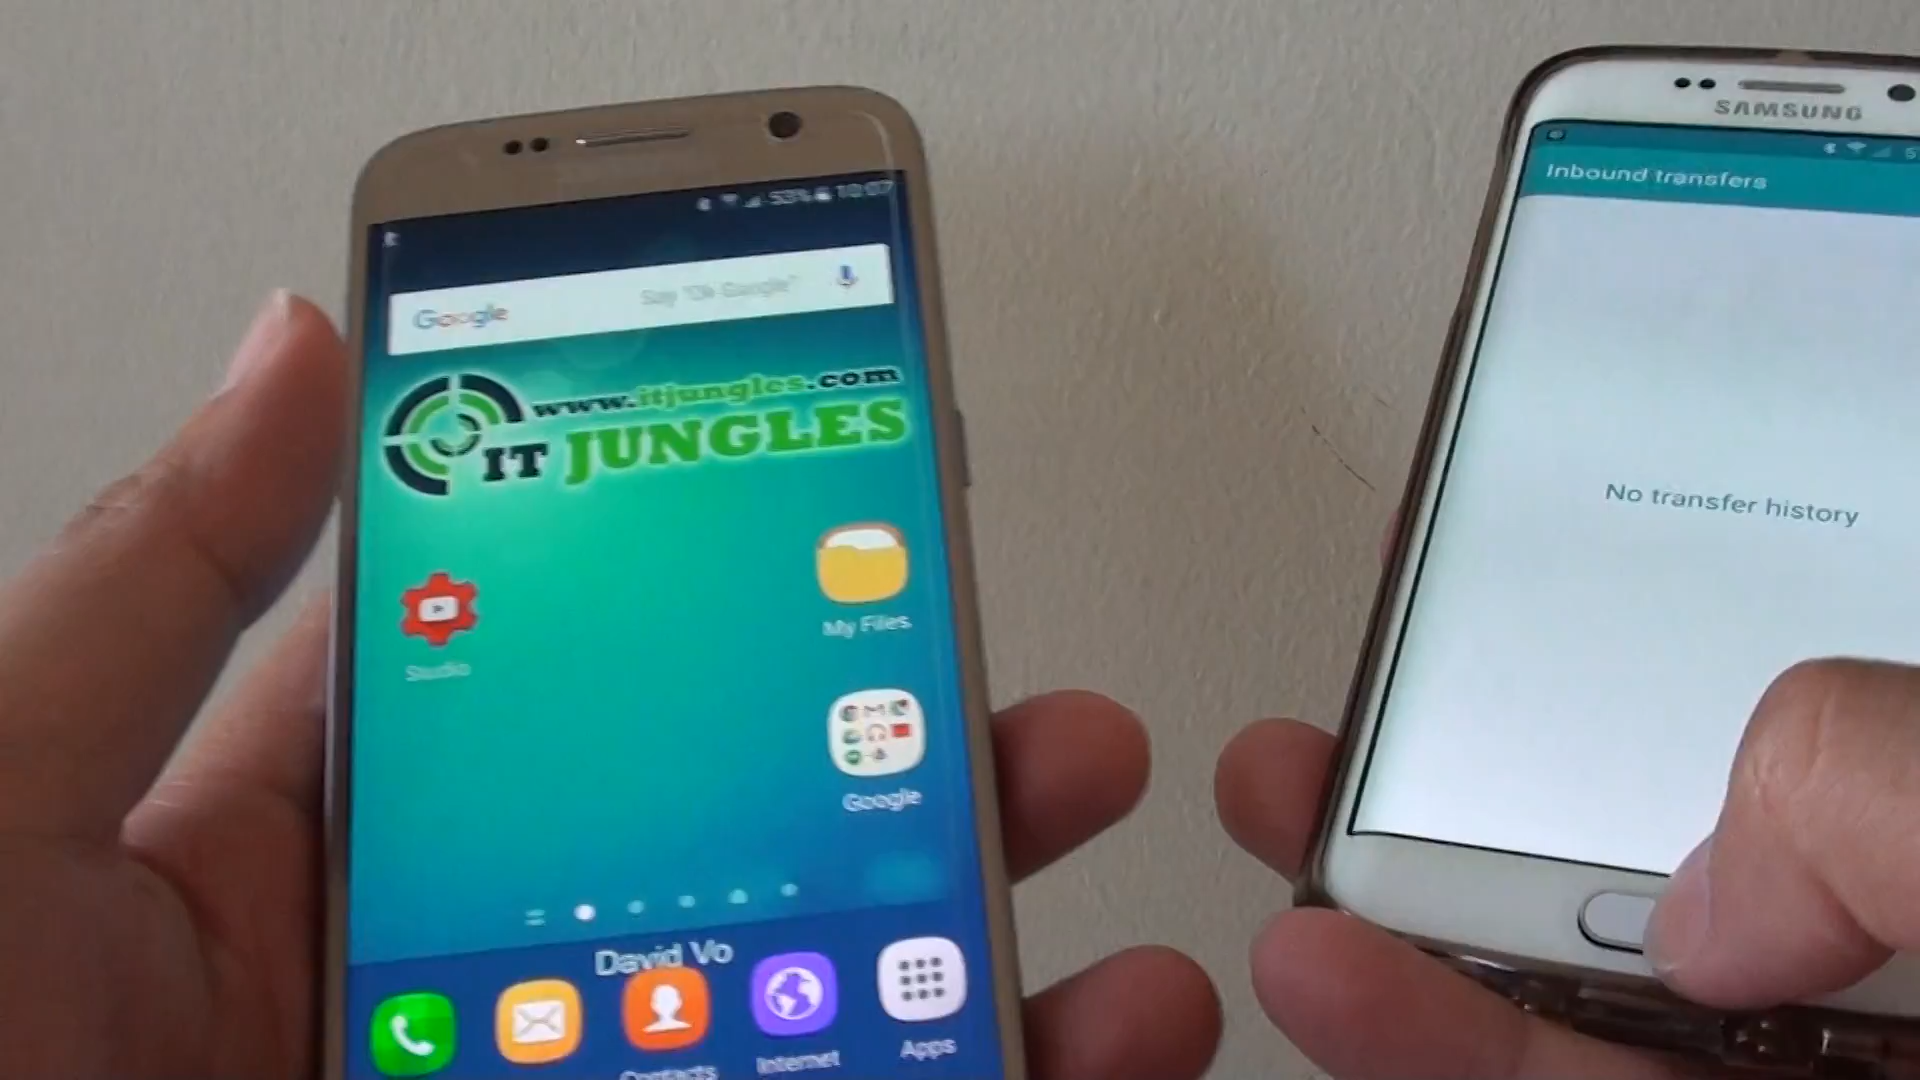 53% 10:07
Google Say "Ok Google"
www.itjungles.com
IT JUNGLES
Studio
My Files
Google
David Vo
Contacts
Internet
Apps
SAMSUNG
Inbound transfers
No transfer history